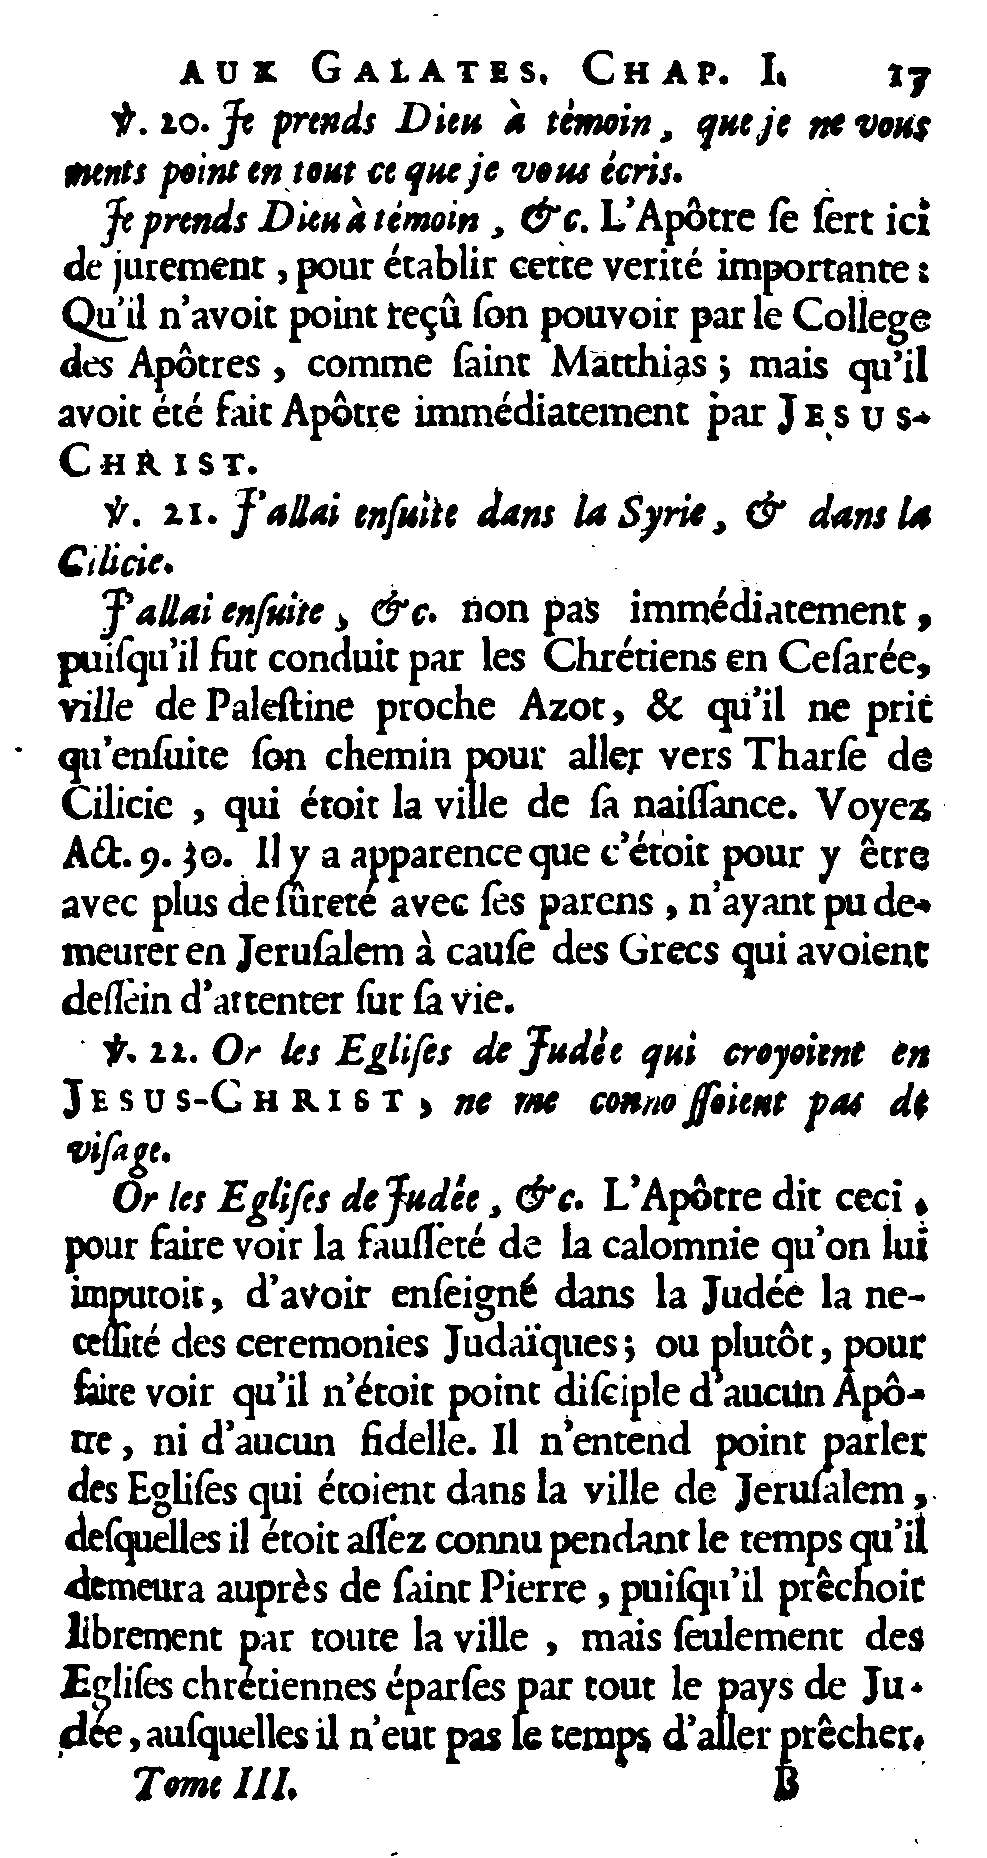 AUX GALATES, CHAP. I. 17
℣. 20. Je prends Dieu à témoin, que je ne vous
ments point en tout ce que je vous écris.
Je prends Dieu à témoin, &c. L'Apôtre ſe ſert ici
de jurement, pour établir cette verité importante:
Qu'il n'avoit point reçû ſon pouvoir par le College
des Apôtres, comme ſaint Matthias; mais qu'il
avoit été fait Apôtre immédiatement par JESUS-
CHRIST.
℣. 21. J'allai enſuite dans la Syrie, & dans la
Cilicie.
J'allai enſuite, &c. non pas immédiatement,
puiſqu'il fut conduit par les Chrétiens en Ceſarée,
ville de Paleſtine proche Azot, & qu'il ne prit
qu'enſuite ſon chemin pour aller vers Tharſe de
Cilicie, qui étoit la ville de ſa naiſſance. Voyez
Act. 9. 30. Il y a apparence que c'étoit pour y être
avec plus de ſûreté avec ſes parens, n'ayant pu de-
meurer en Jeruſalem à cauſe des Grecs qui avoient
deſſein d'attenter ſur ſa vie.
℣. 22. Or les Egliſes de Judée qui croyoient en
JESUS-CHRIST, ne me connoiſſoient pas de
viſage.
Or les Egliſes de Judée, &c. L'Apôtre dit ceci,
pour faire voir la fauſſeté de la calomnie qu'on lui
imputoit, d'avoir enſeigné dans la Judée la ne-
ceſſité des ceremonies Judaïques; ou plutôt, pour
faire voir qu'il n'étoit point diſciple d'aucun Apô-
tre, ni d'aucun fidelle. Il n'entend point parler
des Egliſes qui étoient dans la ville de Jeruſalem,
deſquelles il étoit aſſez connu pendant le temps qu'il
demeura auprès de ſaint Pierre, puiſqu'il prêchoit
librement par toute la ville, mais ſeulement des
Egliſes chrétiennes éparſes par tout le pays de Ju-
dée, auſquelles il n'eut pas le temps d'aller prêcher.
Tome III. B